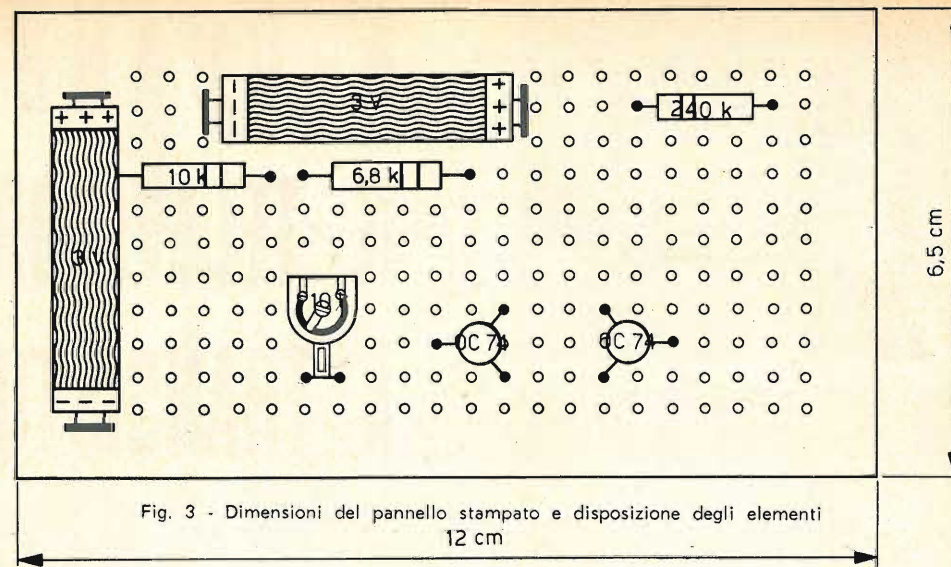 3 V
240 k
+ + +
10 k
6,8 k
3 V
10
OC 74
OC 74
6,5 cm
Fig. 3 - Dimensioni del pannello stampato e disposizione degli elementi
12 cm